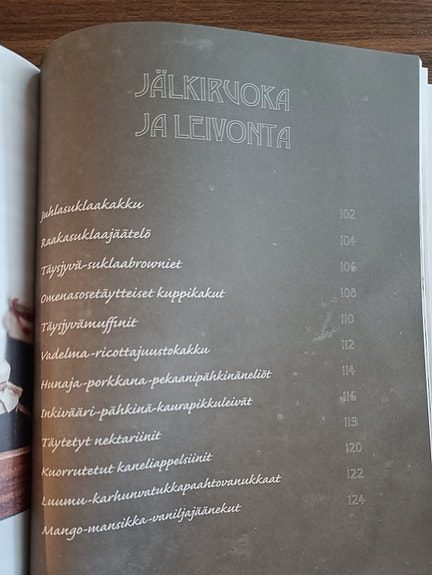 JÄLKIRUOKA
JA LEIVONTA
Juhlasuklaakakku 102
Raakasuklaajäätelö 104
Täysjyvä-suklaabrowniet 106
Omenasosetäytteiset kuppikakut 108
Täysjyvämuffinit 110
Vadelma-ricottajuustokakku 112
Hunaja-porkkana-pekaanipähkinäneliöt 114
Inkivääri-pähkinä-kaurapikkuleivät 116
Täytetyt nektariinit 119
Kuorrutetut kaneliappelsiinit 120
Luumu-karhunvatukkapaahtovanukkaat 122
Mango-mansikka-vaniljajäänekut 124